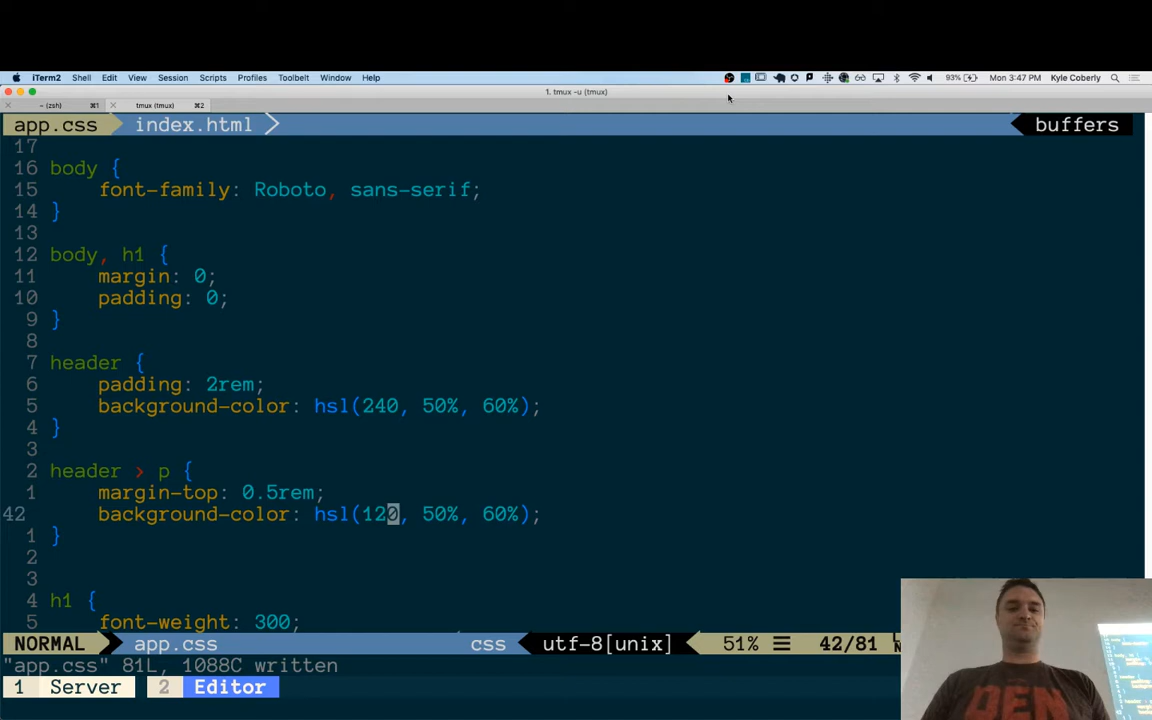 iTerm2 Shell Edit View Session Scripts Profiles Toolbelt Window Help 93% Mon 3:47 PM Kyle Coberly
1. tmux -u (tmux)
~ (zsh) ⌘1 tmux (tmux) ⌘2
app.css index.html buffers
17
16 body {
15 font-family: Roboto, sans-serif;
14 }
13
12 body, h1 {
11 margin: 0;
10 padding: 0;
9 }
8
7 header {
6 padding: 2rem;
5 background-color: hsl(240, 50%, 60%);
4 }
3
2 header > p {
1 margin-top: 0.5rem;
42 background-color: hsl(120, 50%, 60%);
1 }
2
3
4 h1 {
5 font-weight: 300;
NORMAL app.css css utf-8[unix] 51% ☰ 42/81
"app.css" 81L, 1088C written
1 Server 2 Editor
DEN